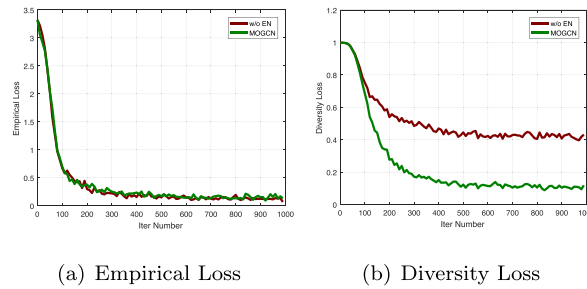 3.5
3
2.5
2
1.5
1
0.5
0
0 100 200 300 400 500 600 700 800 900 1000
Empirical Loss
Iter Number
w/o EN
MOGCN
(a) Empirical Loss
1.2
1
0.8
0.6
0.4
0.2
0
0 100 200 300 400 500 600 700 800 900
Diversity Loss
Iter Number
w/o EN
MOGCN
(b) Diversity Loss